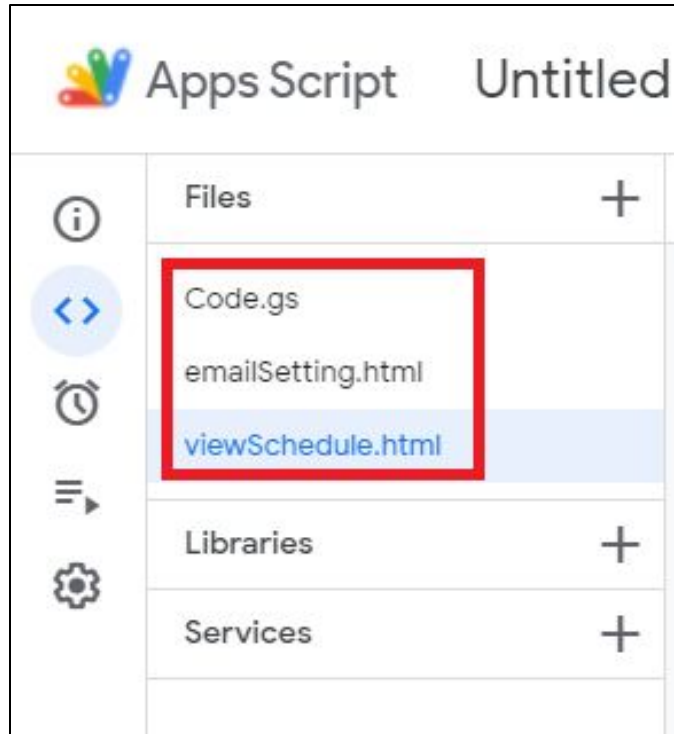 Apps Script Untitled
Files
Code.gs
emailSetting.html
viewSchedule.html
Libraries
Services